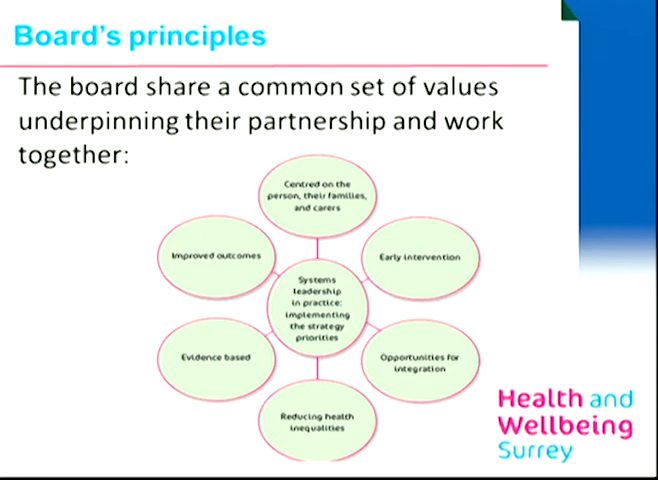 Board's principles
The board share a common set of values
underpinning their partnership and work
together:
Centred on the
person, their families,
and carers
Improved outcomes
Early intervention
Systems
leadership
in practice:
implementing
the strategy
priorities
Evidence based
Opportunities for
integration
Reducing health
inequalities
Health and
Wellbeing
Surrey